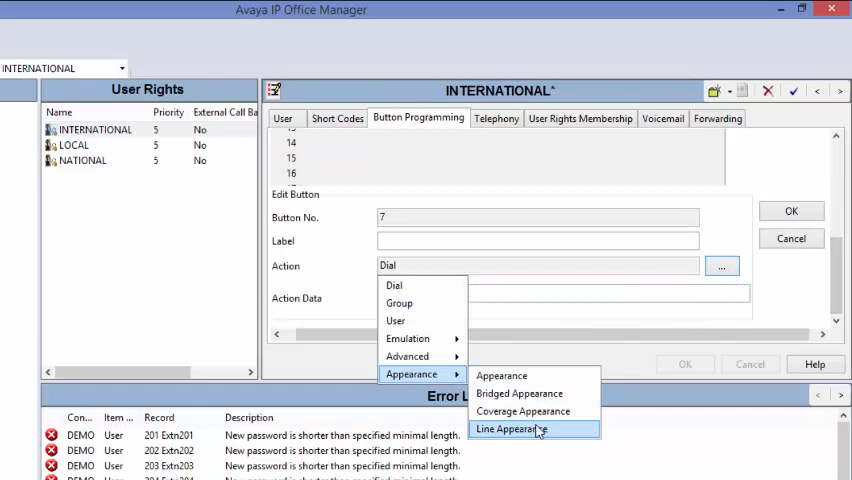 Avaya IP Office Manager
INTERNATIONAL
User Rights
INTERNATIONAL*
Name Priority External Call Ba
INTERNATIONAL 5 No
LOCAL 5 No
NATIONAL 5 No
User Short Codes Button Programming Telephony User Rights Membership Voicemail Forwarding
14
15
16
Edit Button
Button No. 7
Label
Action Dial ...
Action Data
OK
Cancel
Dial
Group
User
Emulation
Advanced
Appearance
Appearance
Bridged Appearance
Coverage Appearance
Line Appearance
OK Cancel Help
Con... Item ... Record Description
DEMO User 201 Extn201 New password is shorter than specified minimal length.
DEMO User 202 Extn202 New password is shorter than specified minimal length.
DEMO User 203 Extn203 New password is shorter than specified minimal length.